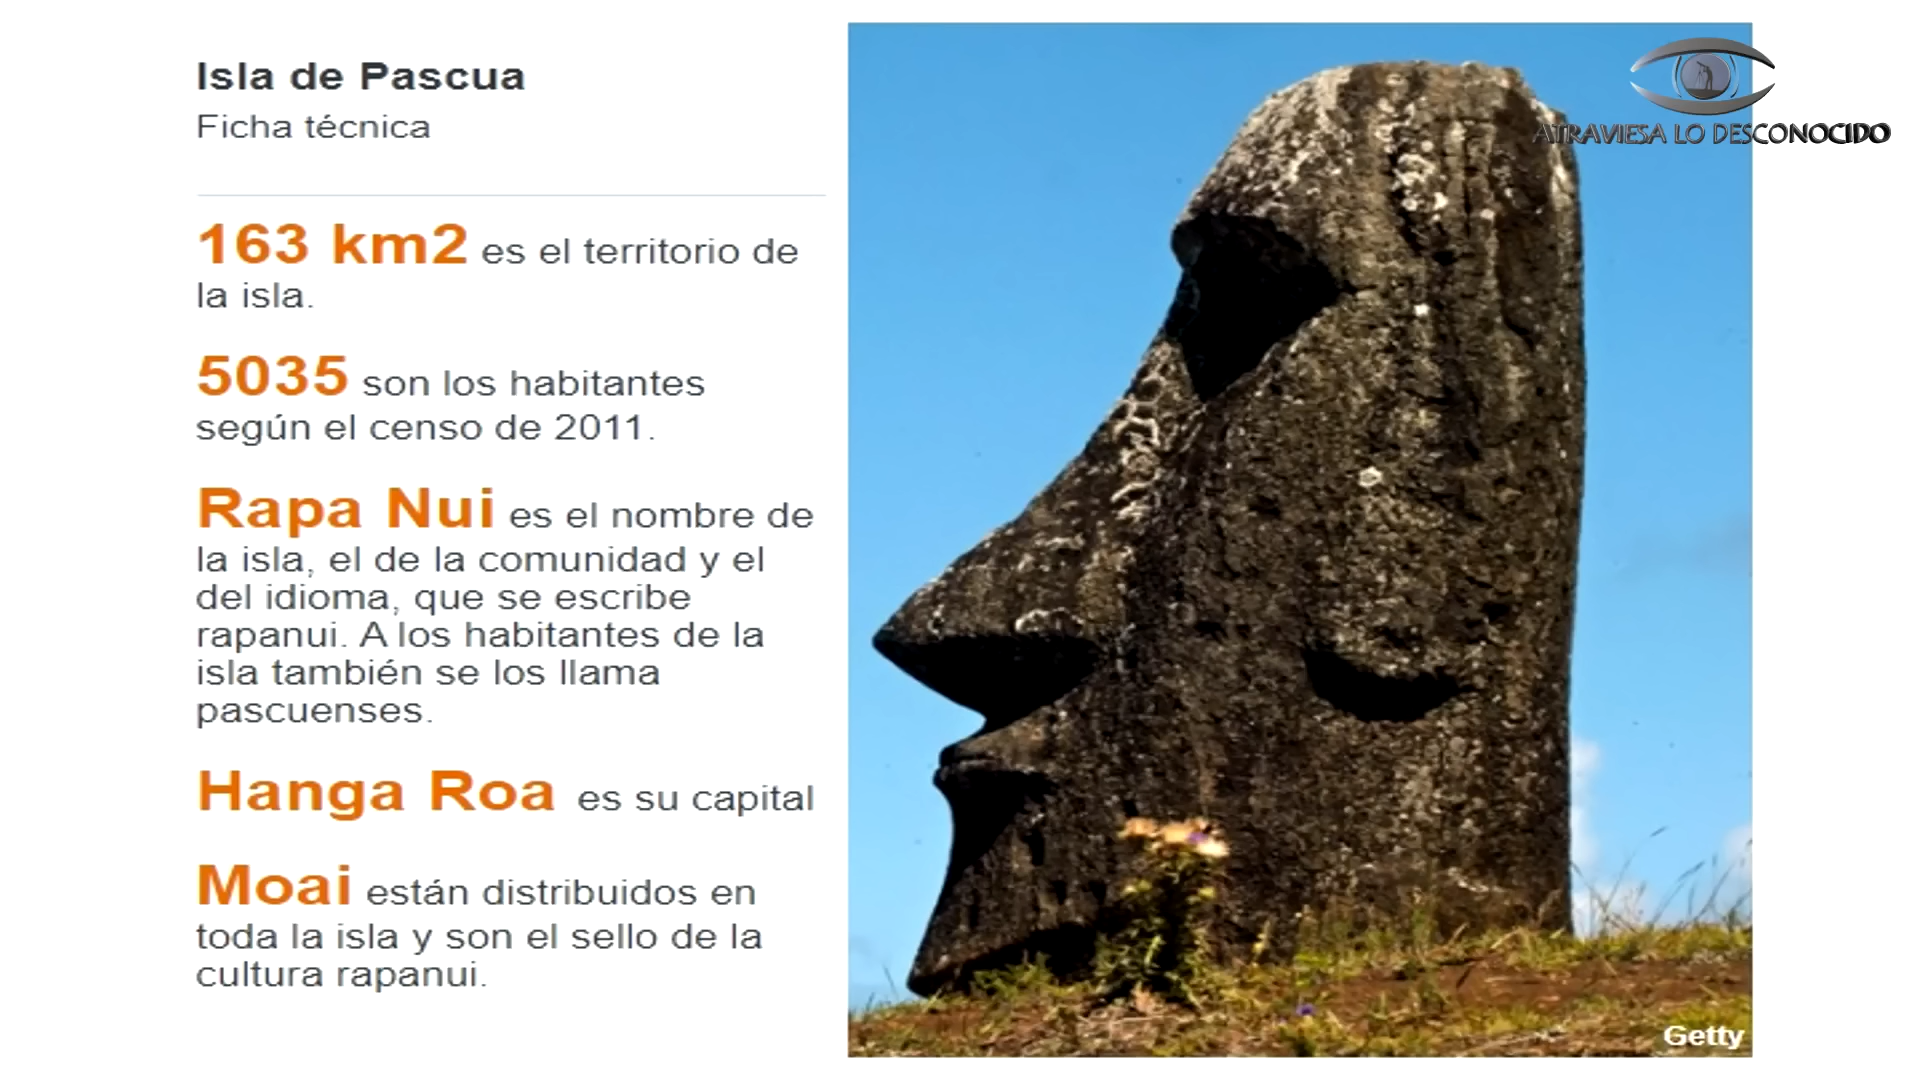 Isla de Pascua
Ficha técnica
163 km2 es el territorio de
la isla.
5035 son los habitantes
según el censo de 2011.
Rapa Nui es el nombre de
la isla, el de la comunidad y el
del idioma, que se escribe
rapanui. A los habitantes de la
isla también se los llama
pascuenses.
Hanga Roa es su capital
Moai están distribuidos en
toda la isla y son el sello de la
cultura rapanui.
ATRAVIESA LO DESCONOCIDO
Getty